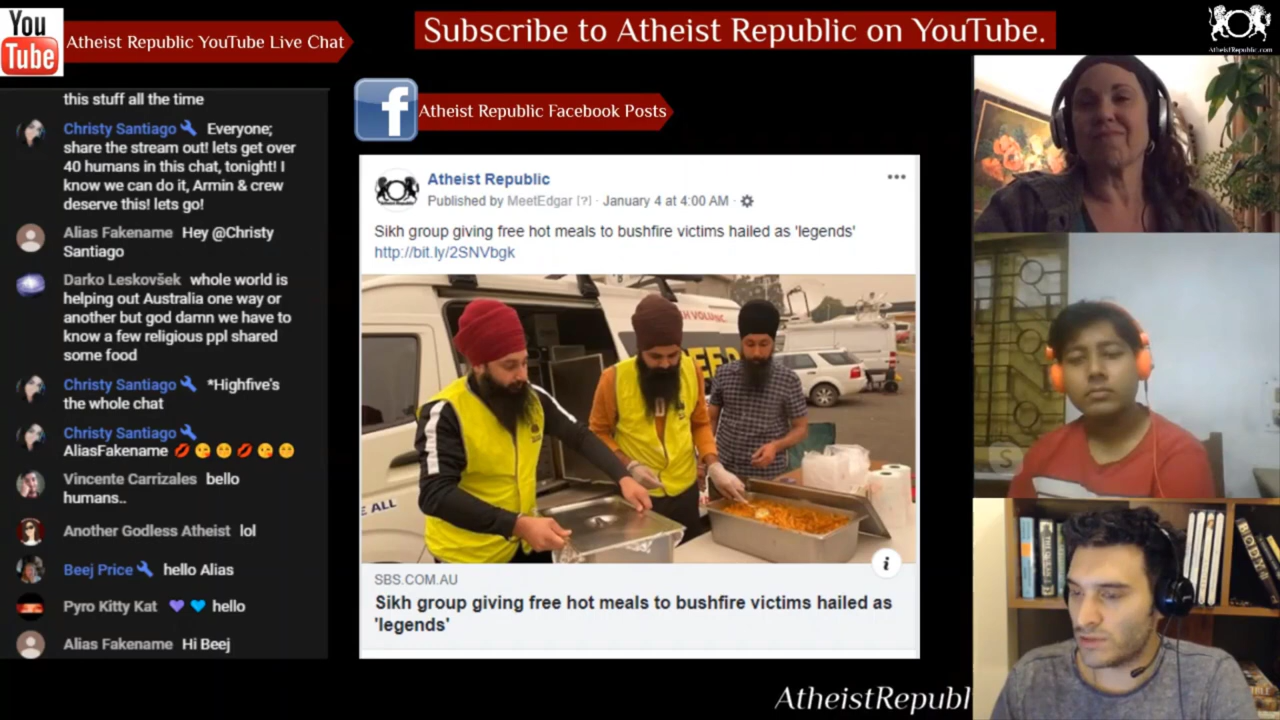 You
Tube
Atheist Republic YouTube Live Chat
Subscribe to Atheist Republic on YouTube.
AtheistRepublic.com
this stuff all the time
Christy Santiago Everyone;
share the stream out! lets get over
40 humans in this chat, tonight! I
know we can do it, Armin & crew
deserve this! lets go!
Alias Fakename Hey @Christy
Santiago
Darko Leskovšek whole world is
helping out Australia one way or
another but god damn we have to
know a few religious ppl shared
some food
Christy Santiago *Highfive's
the whole chat
Christy Santiago
AliasFakename 💋 😘 😁 💋 😘 😁
Vincente Carrizales bello
humans..
Another Godless Atheist lol
Beej Price hello Alias
Pyro Kitty Kat 💜 💙 hello
Alias Fakename Hi Beej
f
Atheist Republic Facebook Posts
Atheist Republic
Published by MeetEdgar [?] · January 4 at 4:00 AM ·
Sikh group giving free hot meals to bushfire victims hailed as 'legends'
http://bit.ly/2SNVbgk
E ALL
i
SBS.COM.AU
Sikh group giving free hot meals to bushfire victims hailed as
'legends'
S
AtheistRepubl